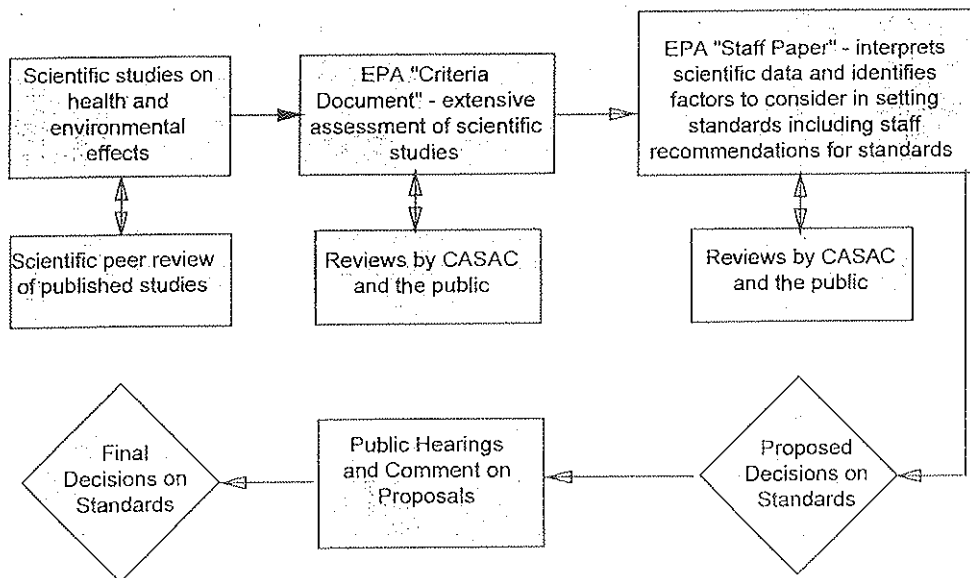 Scientific studies on
health and
environmental
effects
EPA "Criteria
Document" - extensive
assessment of scientific
studies
EPA "Staff Paper" - interprets
scientific data and identifies
factors to consider in setting
standards including staff
recommendations for standards
Scientific peer review
of published studies
Reviews by CASAC
and the public
Reviews by CASAC
and the public
Final
Decisions on
Standards
Public Hearings
and Comment on
Proposals
Proposed
Decisions on
Standards